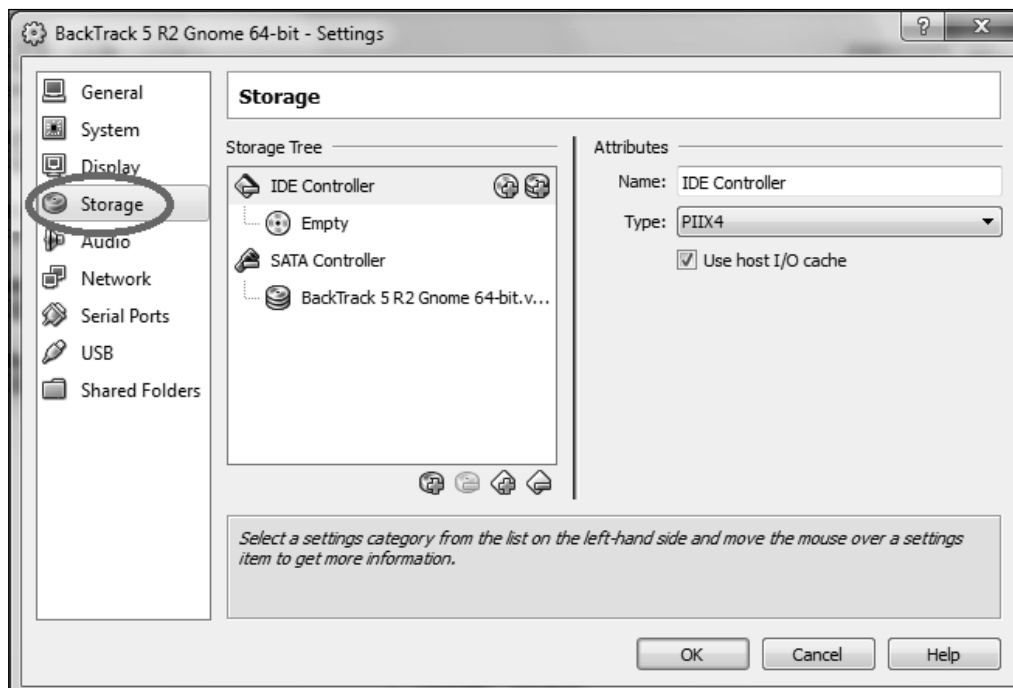 BackTrack 5 R2 Gnome 64-bit - Settings
? X
General
System
Display
Storage
Audio
Network
Serial Ports
USB
Shared Folders
Storage
Storage Tree
IDE Controller
Empty
SATA Controller
BackTrack 5 R2 Gnome 64-bit.v...
Attributes
Name: IDE Controller
Type: PIIX4
Use host I/O cache
Select a settings category from the list on the left-hand side and move the mouse over a settings
item to get more information.
OK Cancel Help